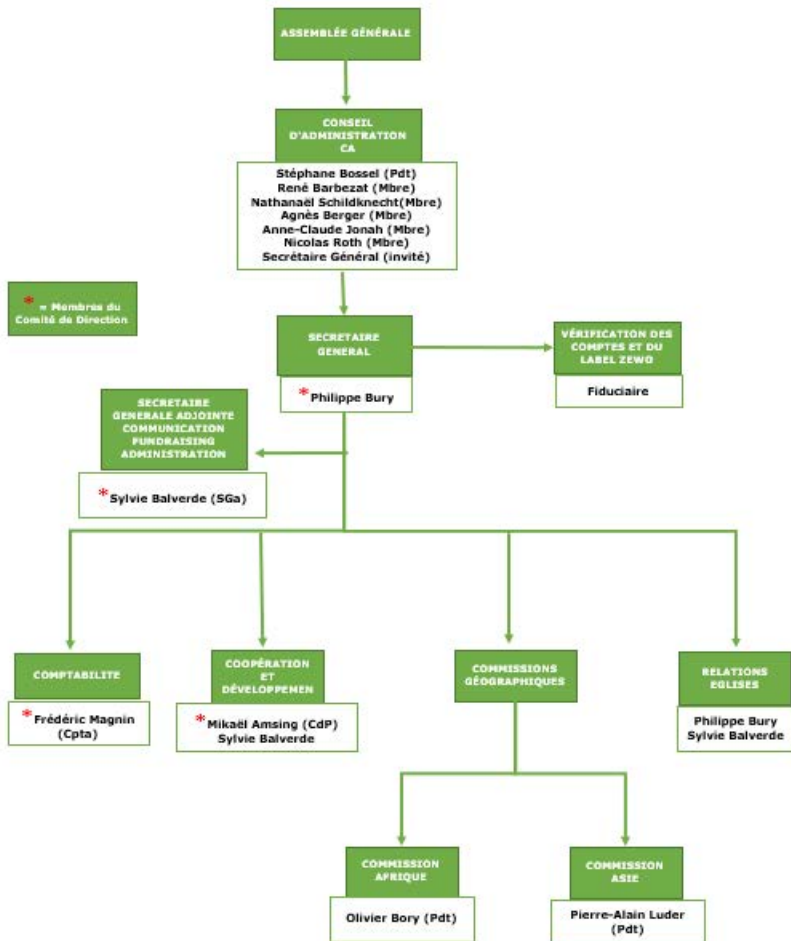 ASSEMBLÉE GÉNÉRALE
CONSEIL
D'ADMINISTRATION
CA
Stéphane Bossel (Pdt)
René Barbezat (Mbre)
Nathanaël Schildknecht(Mbre)
Agnès Berger (Mbre)
Anne-Claude Jonah (Mbre)
Nicolas Roth (Mbre)
Secrétaire Général (invité)
* = Membres du
Comité de Direction
SECRETAIRE
GENERAL
* Philippe Bury
VÉRIFICATION DES
COMPTES ET DU
LABEL ZEWO
Fiduciaire
SECRETAIRE
GENERALE ADJOINTE
COMMUNICATION
FUNDRAISING
ADMINISTRATION
* Sylvie Balverde (SGa)
COMPTABILITE
* Frédéric Magnin
(Cpta)
COOPÉRATION
ET
DÉVELOPPEMEN
* Mikaël Amsing (CdP)
Sylvie Balverde
COMMISSIONS
GÉOGRAPHIQUES
RELATIONS
EGLISES
Philippe Bury
Sylvie Balverde
COMMISSION
AFRIQUE
Olivier Bory (Pdt)
COMMISSION
ASIE
Pierre-Alain Luder
(Pdt)